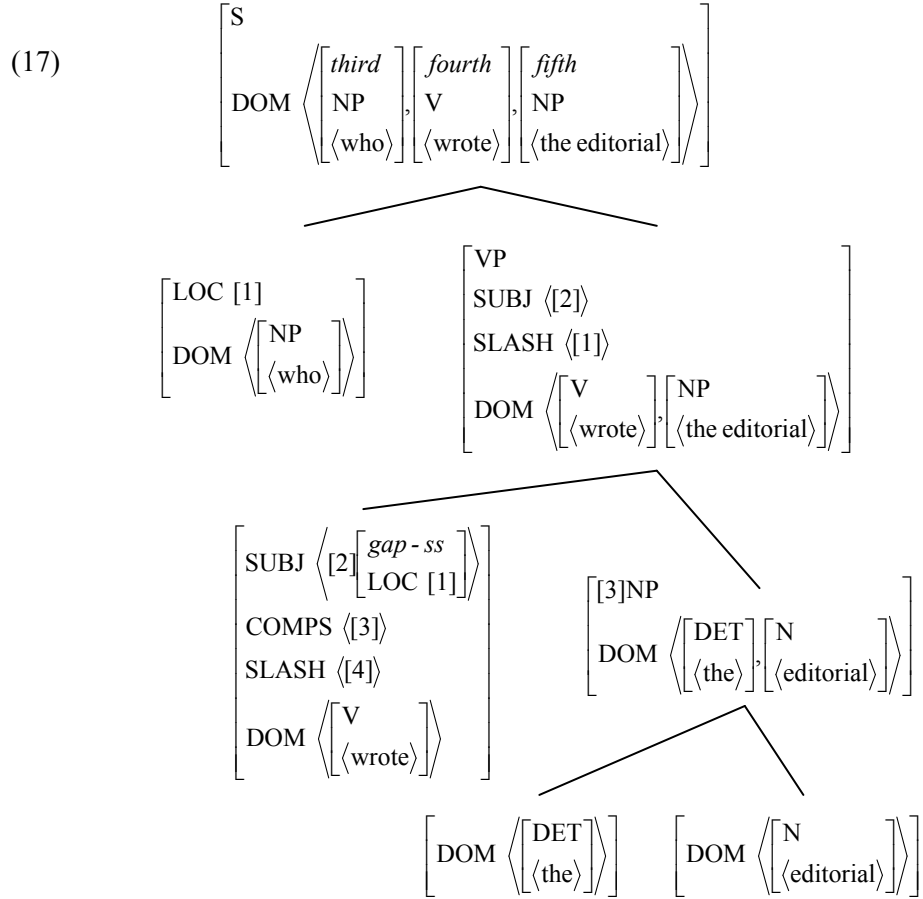 (17)
[S
DOM ⟨[third NP ⟨who⟩], [fourth V ⟨wrote⟩], [fifth NP ⟨the editorial⟩]⟩]
[LOC [1]
DOM ⟨[NP ⟨who⟩]⟩]
[VP
SUBJ ⟨[2]⟩
SLASH ⟨[1]⟩
DOM ⟨[V ⟨wrote⟩], [NP ⟨the editorial⟩]⟩]
[SUBJ ⟨[2][gap - ss LOC [1]]⟩
COMPS ⟨[3]⟩
SLASH ⟨[4]⟩
DOM ⟨[V ⟨wrote⟩]⟩]
[[3]NP
DOM ⟨[DET ⟨the⟩], [N ⟨editorial⟩]⟩]
[DOM ⟨[DET ⟨the⟩]⟩]
[DOM ⟨[N ⟨editorial⟩]⟩]